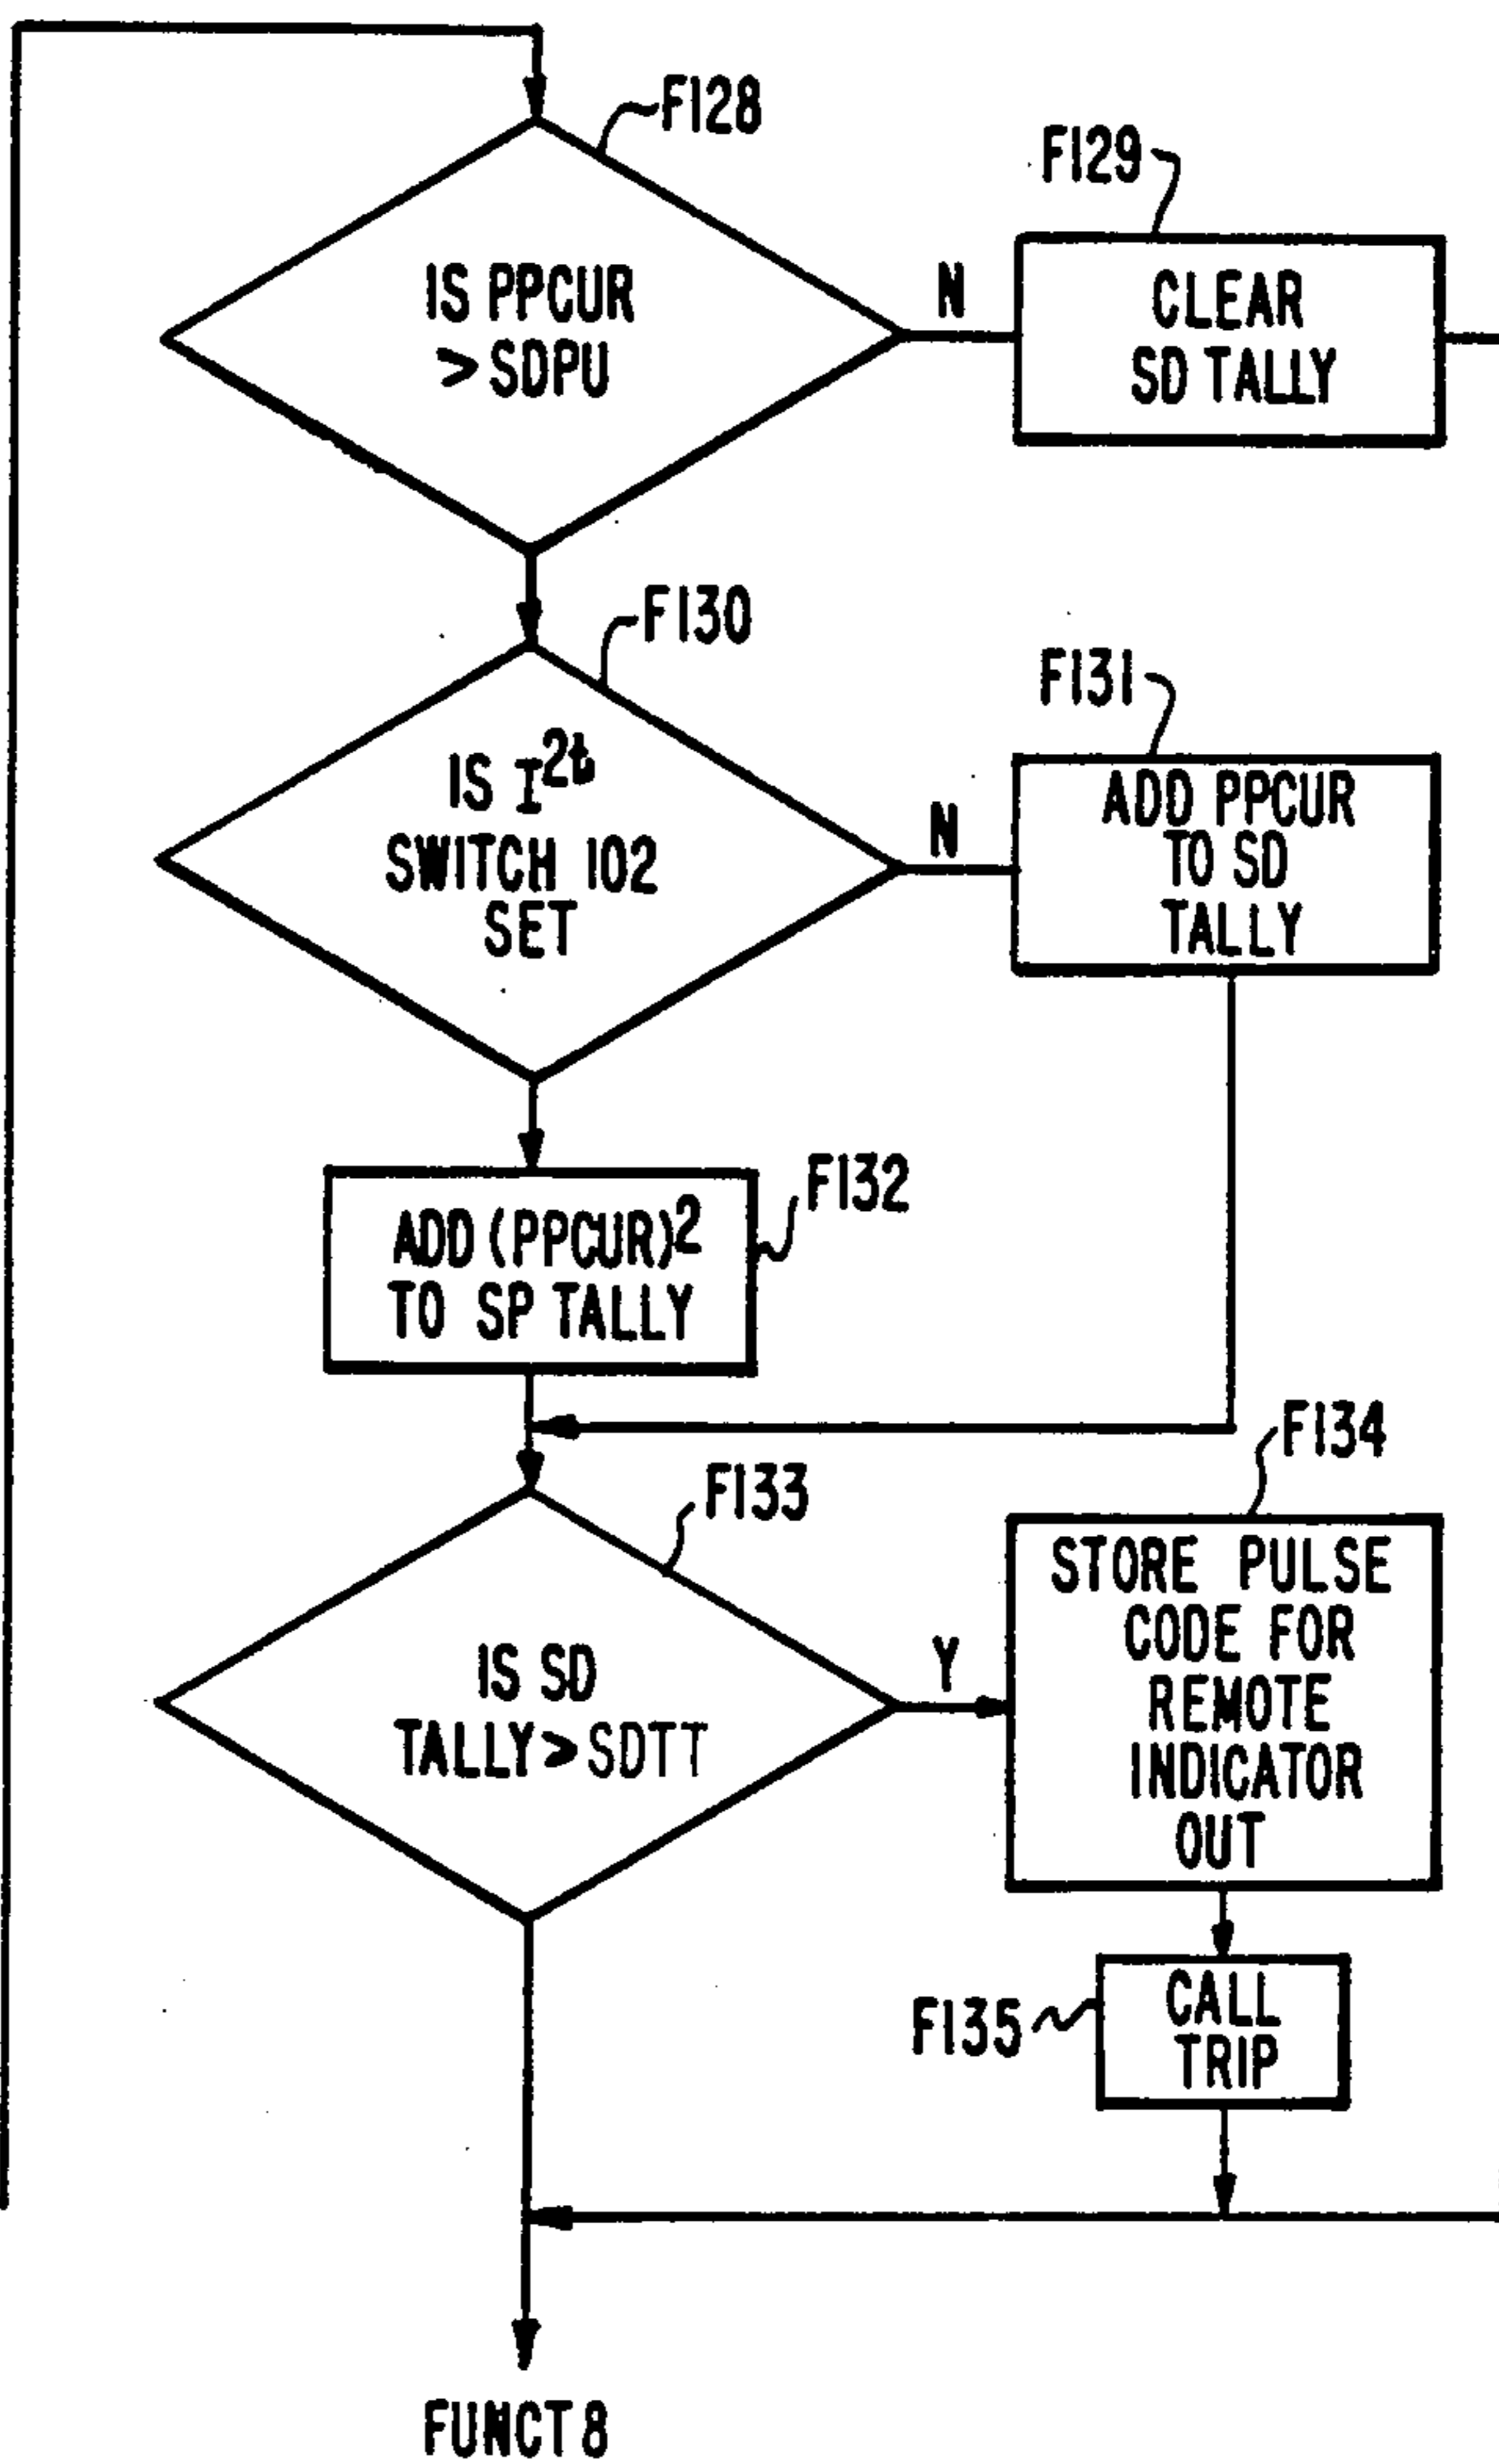 F128
IS PPCUR
> SDPU
N
F129
CLEAR
SD TALLY
F130
IS I²ᵗ
SWITCH 102
SET
N
F131
ADD PPCUR
TO SD
TALLY
F132
ADD (PPCUR)²
TO SP TALLY
F133
IS SD
TALLY > SDTT
Y
F134
STORE PULSE
CODE FOR
REMOTE
INDICATOR
OUT
F135
CALL
TRIP
FUNCT 8